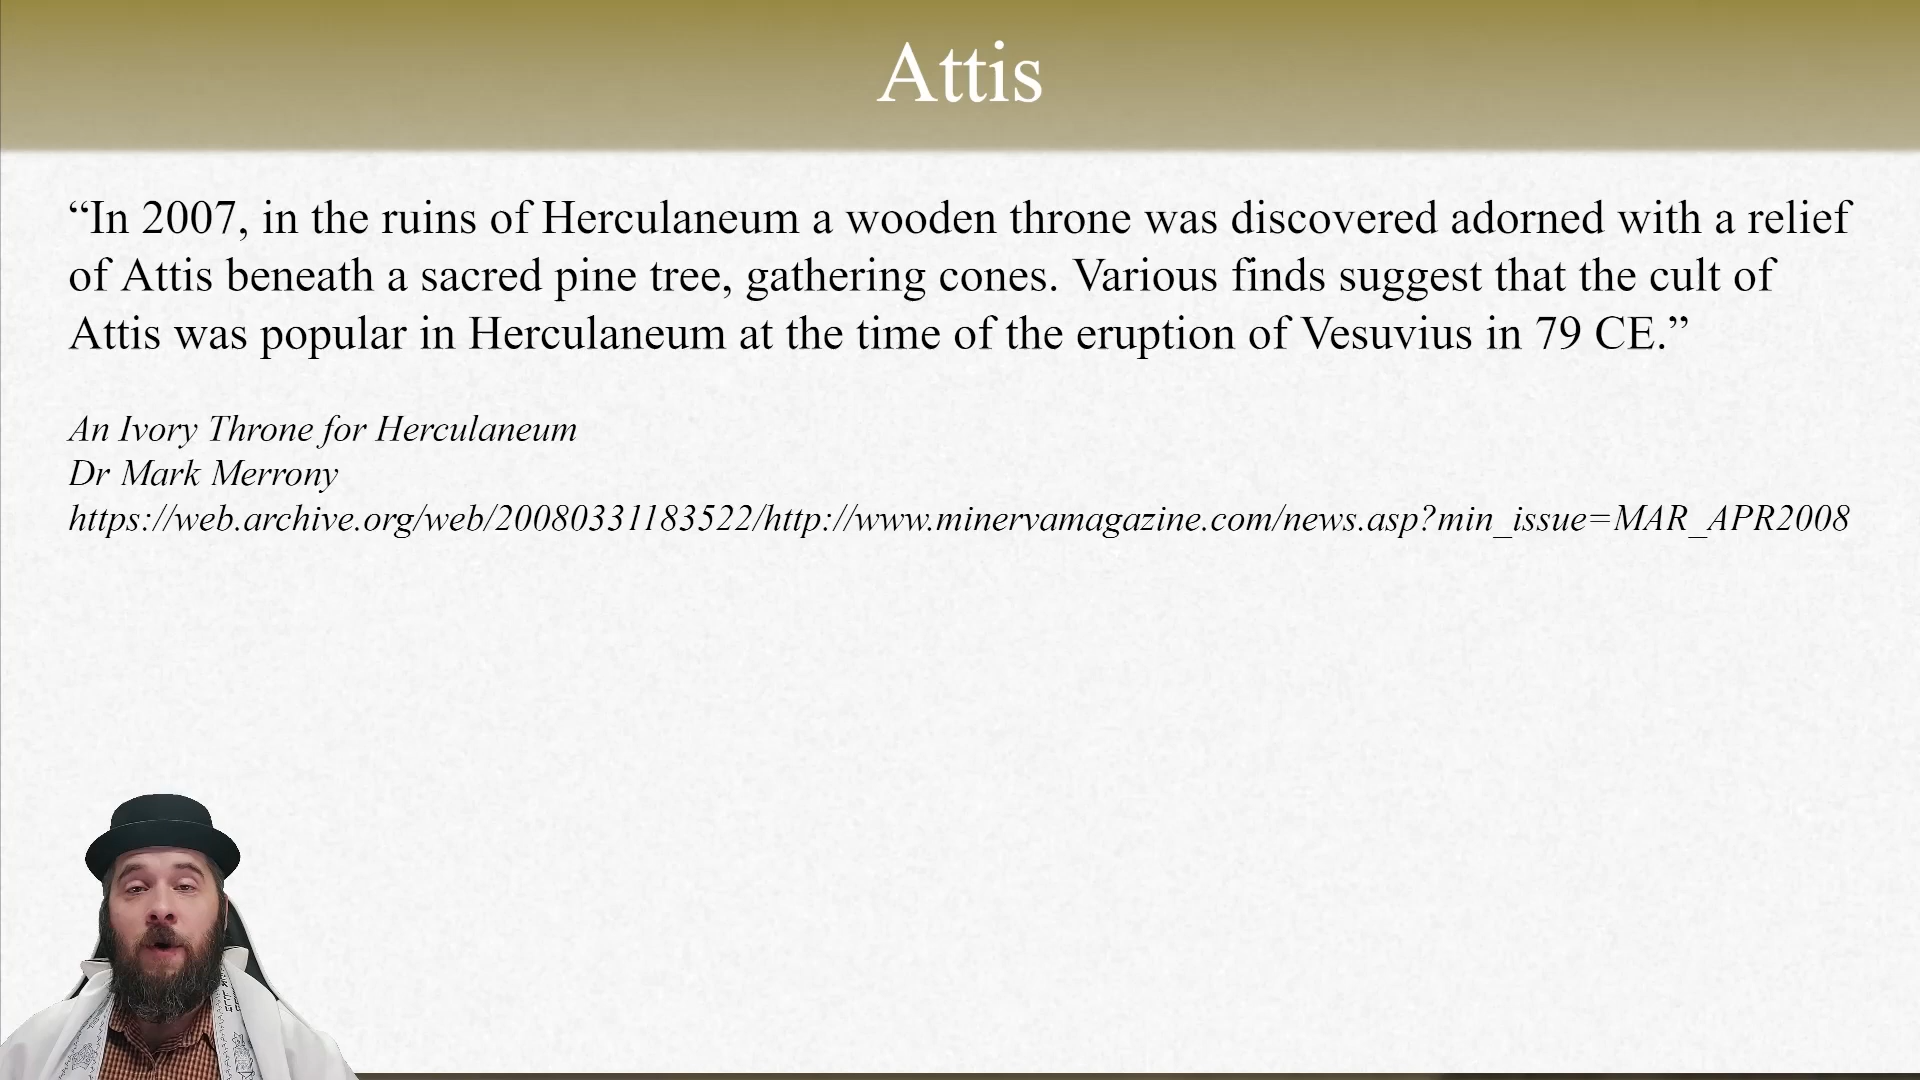 Attis
“In 2007, in the ruins of Herculaneum a wooden throne was discovered adorned with a relief
of Attis beneath a sacred pine tree, gathering cones. Various finds suggest that the cult of
Attis was popular in Herculaneum at the time of the eruption of Vesuvius in 79 CE.”
An Ivory Throne for Herculaneum
Dr Mark Merrony
https://web.archive.org/web/20080331183522/http://www.minervamagazine.com/news.asp?min_issue=MAR_APR2008